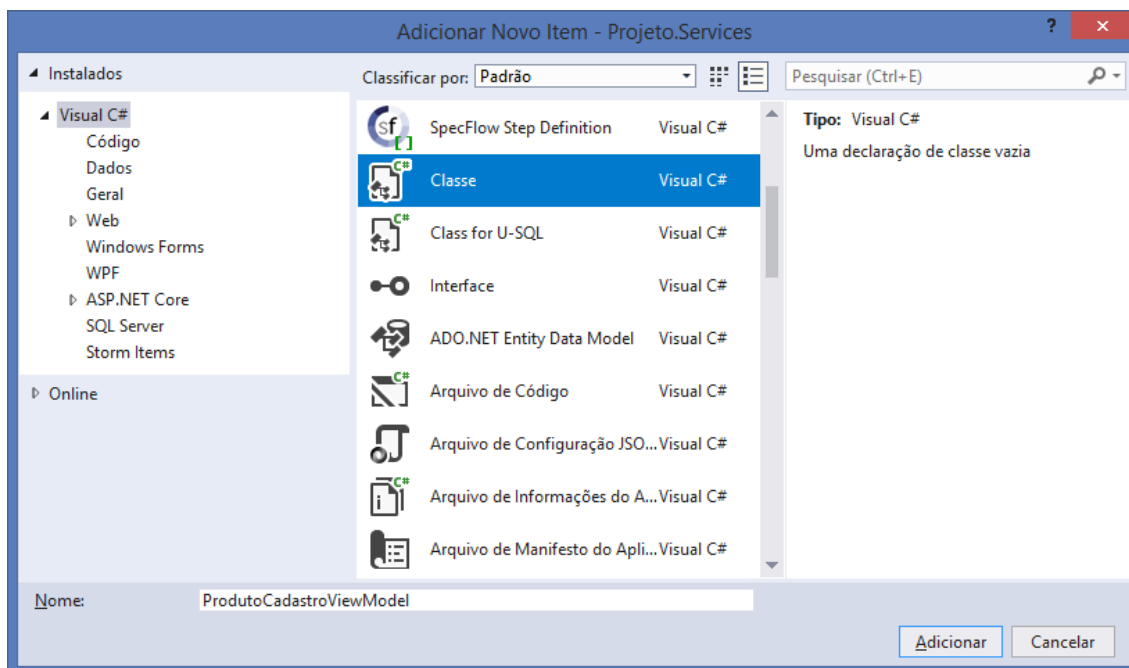 Adicionar Novo Item - Projeto.Services
?
Instalados
Visual C#
Código
Dados
Geral
Web
Windows Forms
WPF
ASP.NET Core
SQL Server
Storm Items
Online
Classificar por: Padrão
SpecFlow Step Definition Visual C#
Classe Visual C#
Class for U-SQL Visual C#
Interface Visual C#
ADO.NET Entity Data Model Visual C#
Arquivo de Código Visual C#
Arquivo de Configuração JSO... Visual C#
Arquivo de Informações do A... Visual C#
Arquivo de Manifesto do Apli... Visual C#
Pesquisar (Ctrl+E)
Tipo: Visual C#
Uma declaração de classe vazia
Nome: ProdutoCadastroViewModel
Adicionar Cancelar